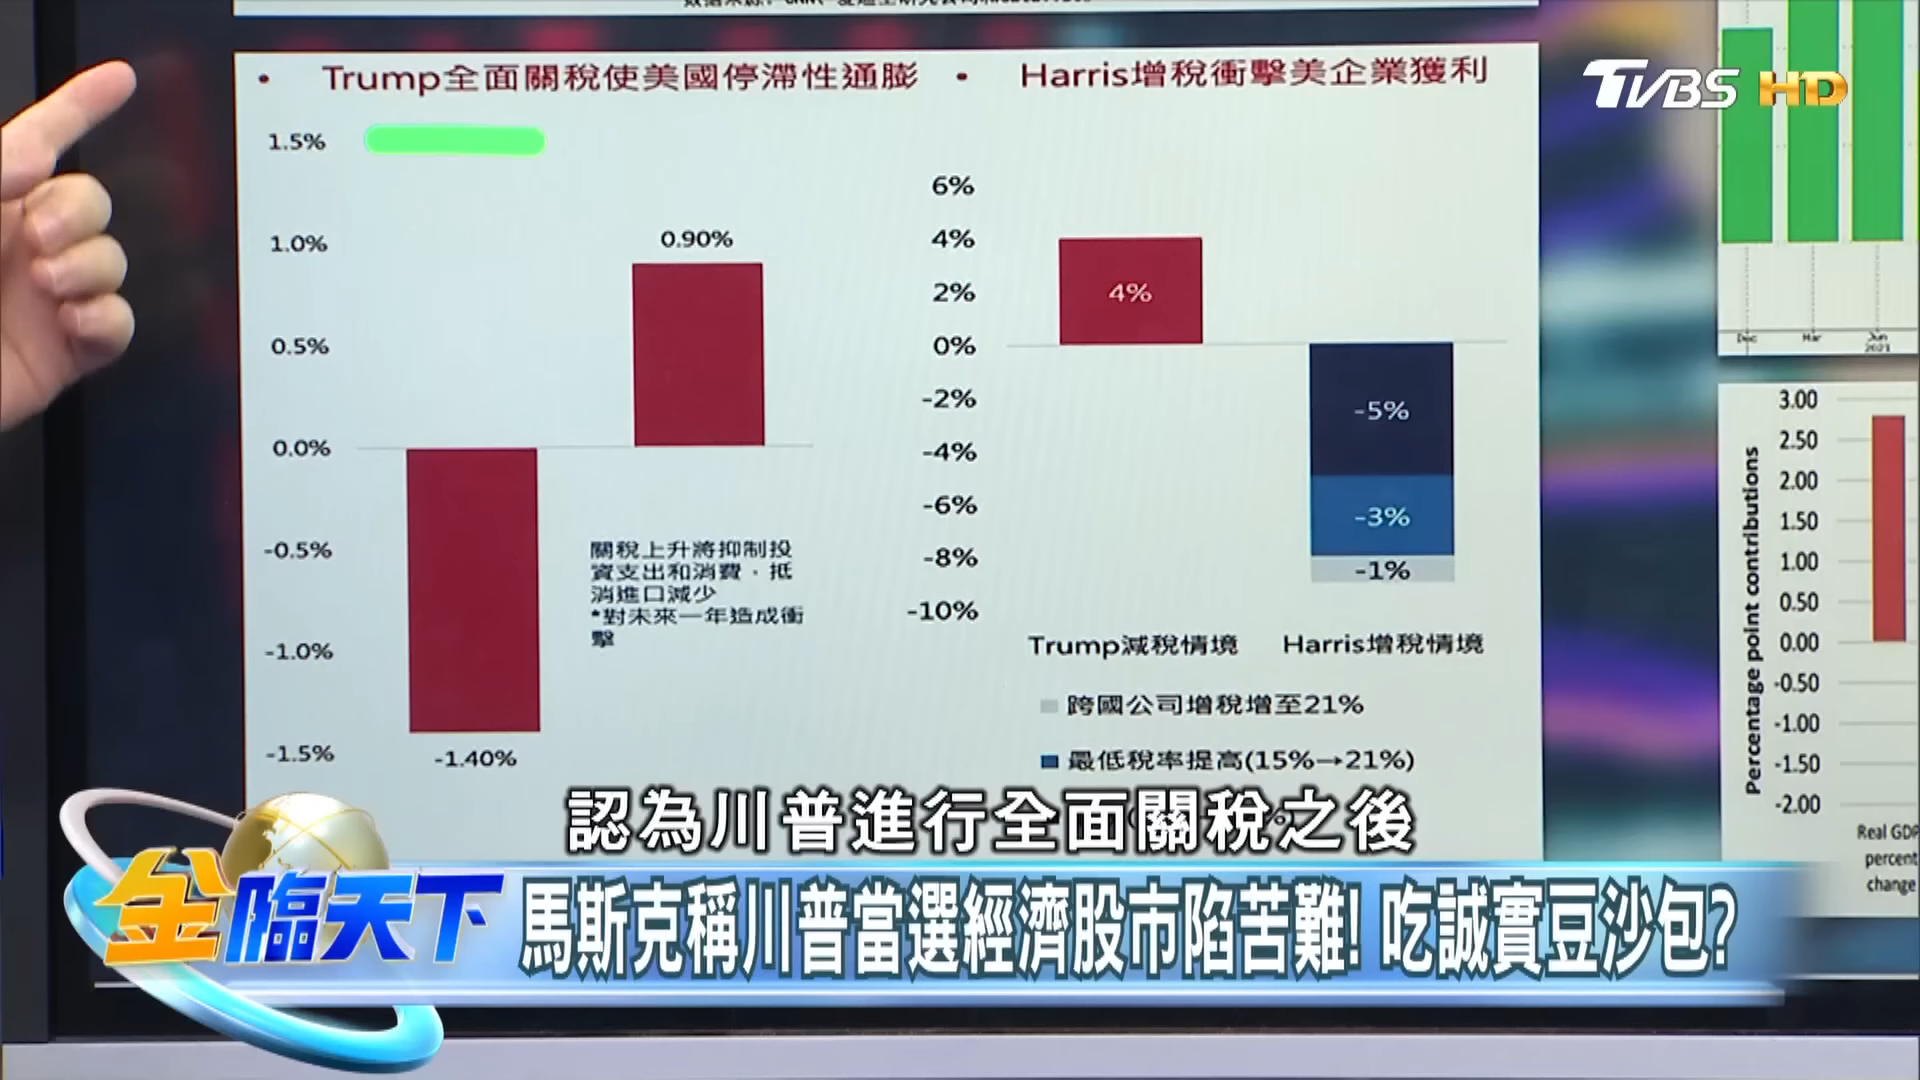 Trump全面關稅使美國停滯性通膨
1.5%
1.0%
0.5%
0.0%
-0.5%
-1.0%
-1.5%
0.90%
-1.40%
關稅上升將抑制投
資支出和消費，抵
消進口減少
*對未來一年造成衝
擊
Harris增稅衝擊美企業獲利
6%
4%
2%
0%
-2%
-4%
-6%
-8%
-10%
4%
-5%
-3%
-1%
Trump減稅情境
Harris增稅情境
跨國公司增稅增至21%
最低稅率提高(15%→21%)
TVBS HD
Dec
Mar
Jun
2021
Percentage point contributions
3.00
2.50
2.00
1.50
1.00
0.50
0.00
-0.50
-1.00
-1.50
-2.00
Real GDP
percent
change
認為川普進行全面關稅之後
金臨天下
馬斯克稱川普當選經濟股市陷苦難! 吃誠實豆沙包?